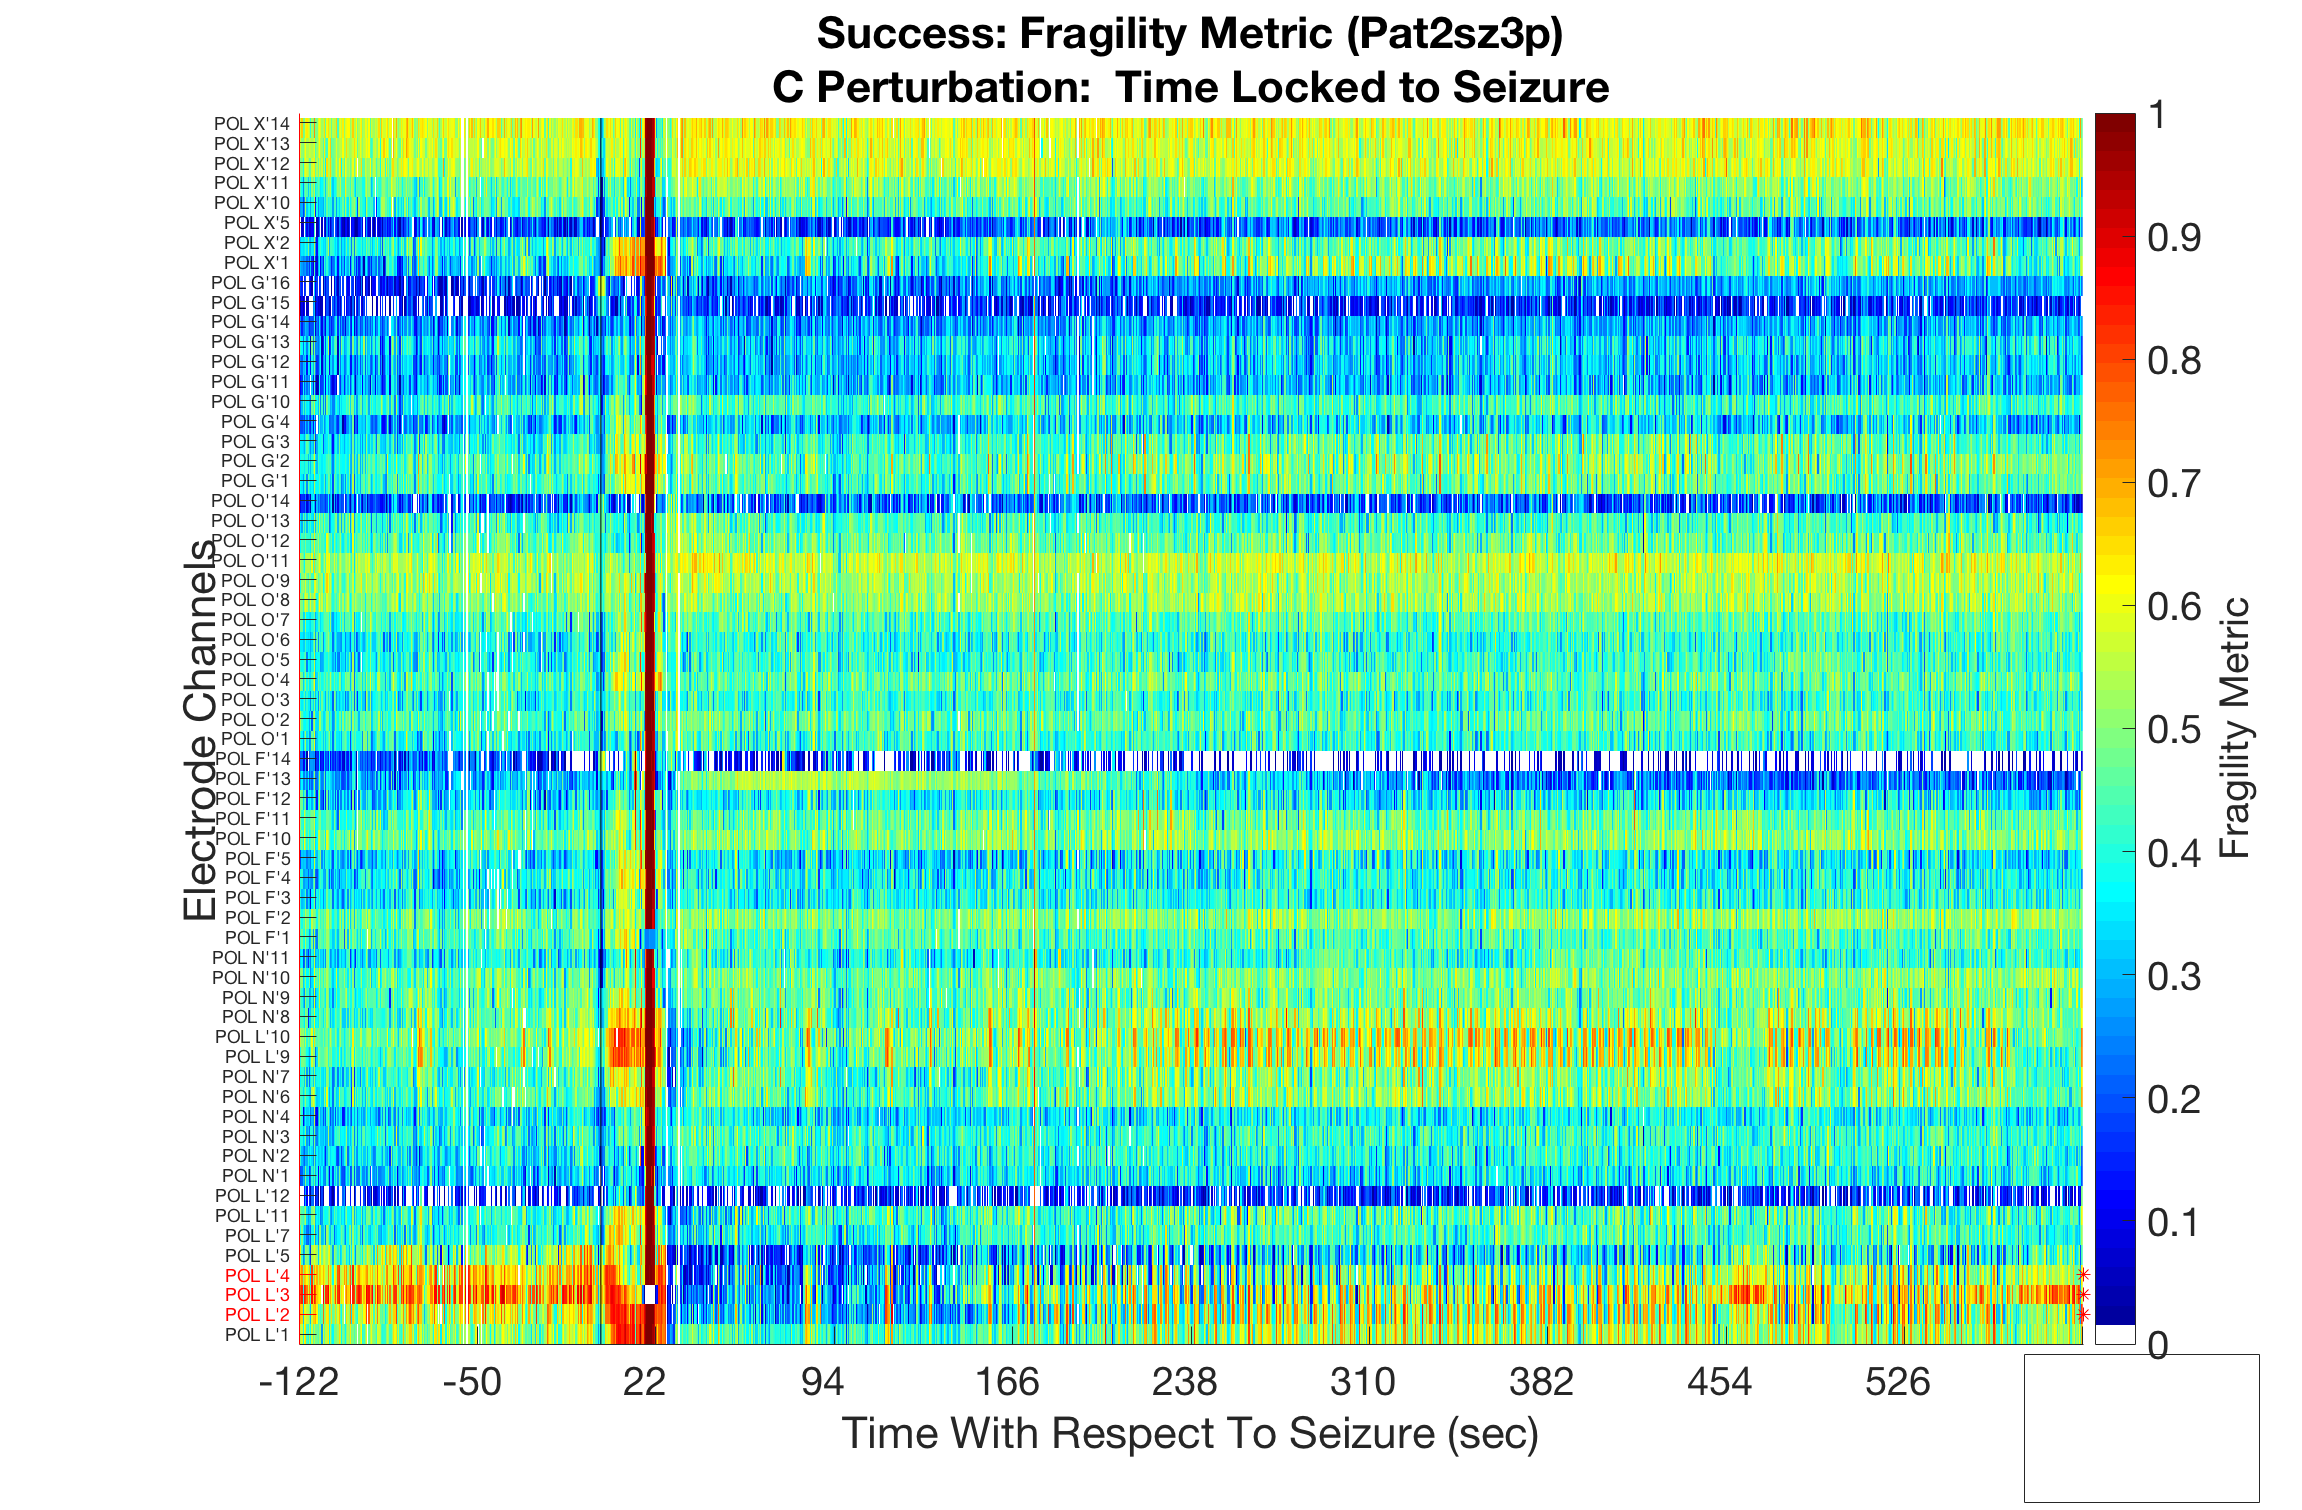 Success: Fragility Metric (Pat2sz3p)
C Perturbation:  Time Locked to Seizure
POL X'14
POL X'13
POL X'12
POL X'11
POL X'10
POL X'5
POL X'2
POL X'1
POL G'16
POL G'15
POL G'14
POL G'13
POL G'12
POL G'11
POL G'10
POL G'4
POL G'3
POL G'2
POL G'1
POL O'14
POL O'13
POL O'12
POL O'11
POL O'9
POL O'8
POL O'7
POL O'6
POL O'5
POL O'4
POL O'3
POL O'2
POL O'1
POL F'14
POL F'13
POL F'12
POL F'11
POL F'10
POL F'5
POL F'4
POL F'3
POL F'2
POL F'1
POL N'11
POL N'10
POL N'9
POL N'8
POL L'10
POL L'9
POL N'7
POL N'6
POL N'4
POL N'3
POL N'2
POL N'1
POL L'12
POL L'11
POL L'7
POL L'5
POL L'4
POL L'3
POL L'2
POL L'1
Electrode Channels
-122 -50 22 94 166 238 310 382 454 526
Time With Respect To Seizure (sec)
1
0.9
0.8
0.7
0.6
0.5
0.4
0.3
0.2
0.1
0
Fragility Metric